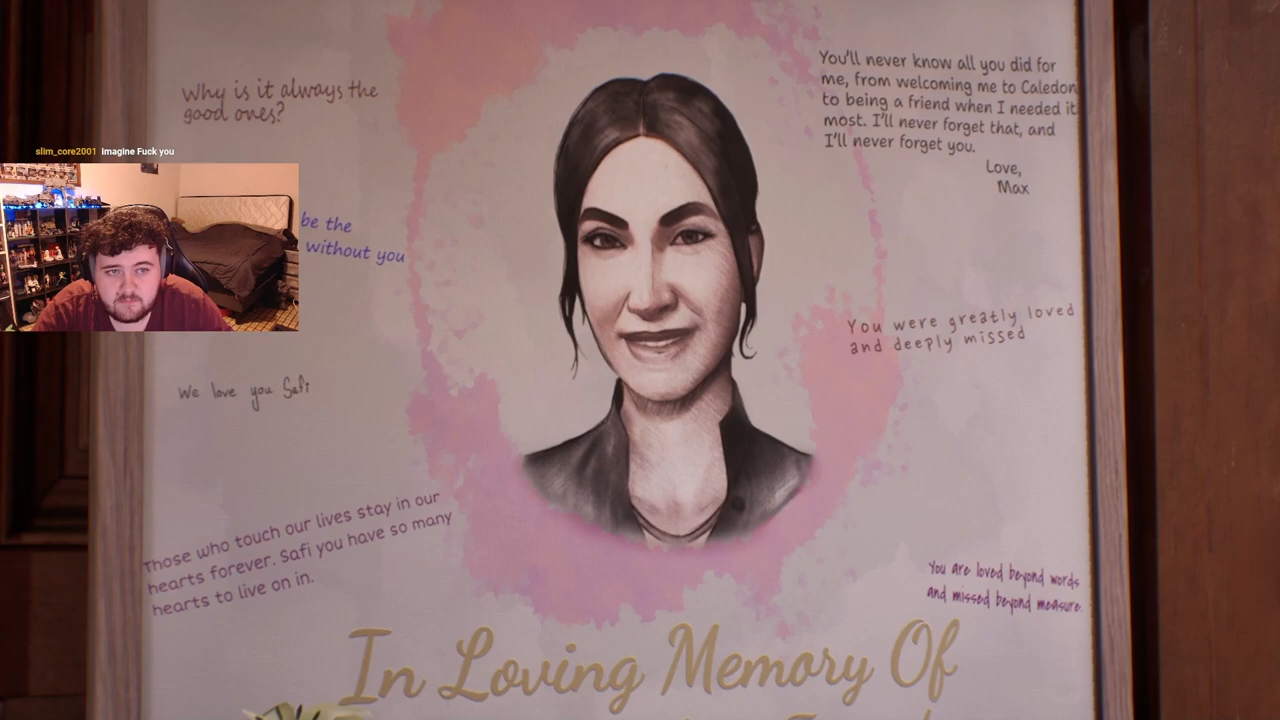 Why is it always the
good ones?
You'll never know all you did for
me, from welcoming me to Caledon
to being a friend when I needed it
most. I'll never forget that, and
I'll never forget you.
Love,
Max
slim_core2001 imagine Fuck you
be the
without you
You were greatly loved
and deeply missed
We love you Safi
Those who touch our lives stay in our
hearts forever. Safi you have so many
hearts to live on in.
You are loved beyond words
and missed beyond measure.
In Loving Memory Of